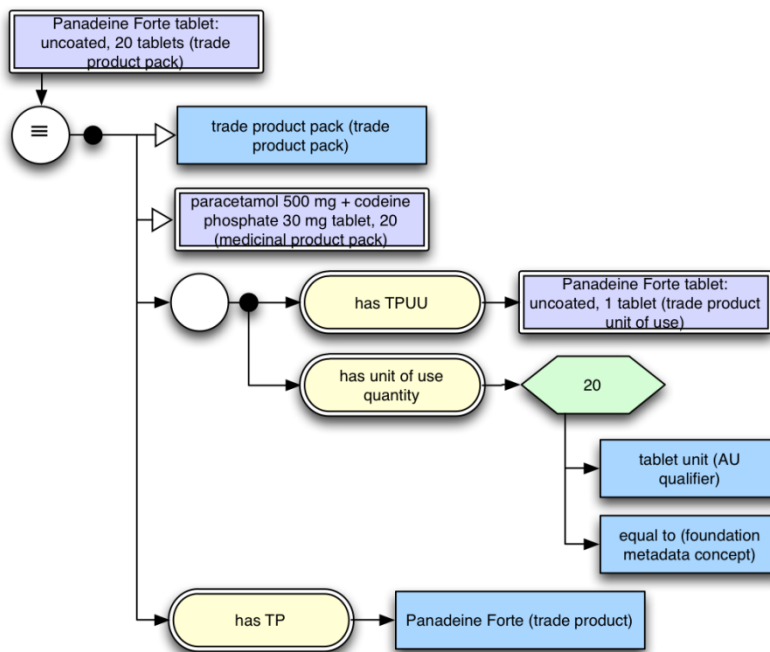 Panadeine Forte tablet:
uncoated, 20 tablets (trade
product pack)
≡
trade product pack (trade
product pack)
paracetamol 500 mg + codeine
phosphate 30 mg tablet, 20
(medicinal product pack)
has TPUU
Panadeine Forte tablet:
uncoated, 1 tablet (trade product
unit of use)
has unit of use
quantity
20
tablet unit (AU
qualifier)
equal to (foundation
metadata concept)
has TP
Panadeine Forte (trade product)